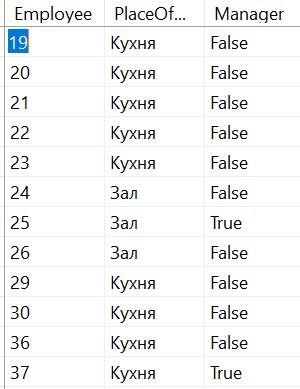 Employee PlaceOf... Manager
19 Кухня False
20 Кухня False
21 Кухня False
22 Кухня False
23 Кухня False
24 Зал False
25 Зал True
26 Зал False
29 Кухня False
30 Кухня False
36 Кухня False
37 Кухня True